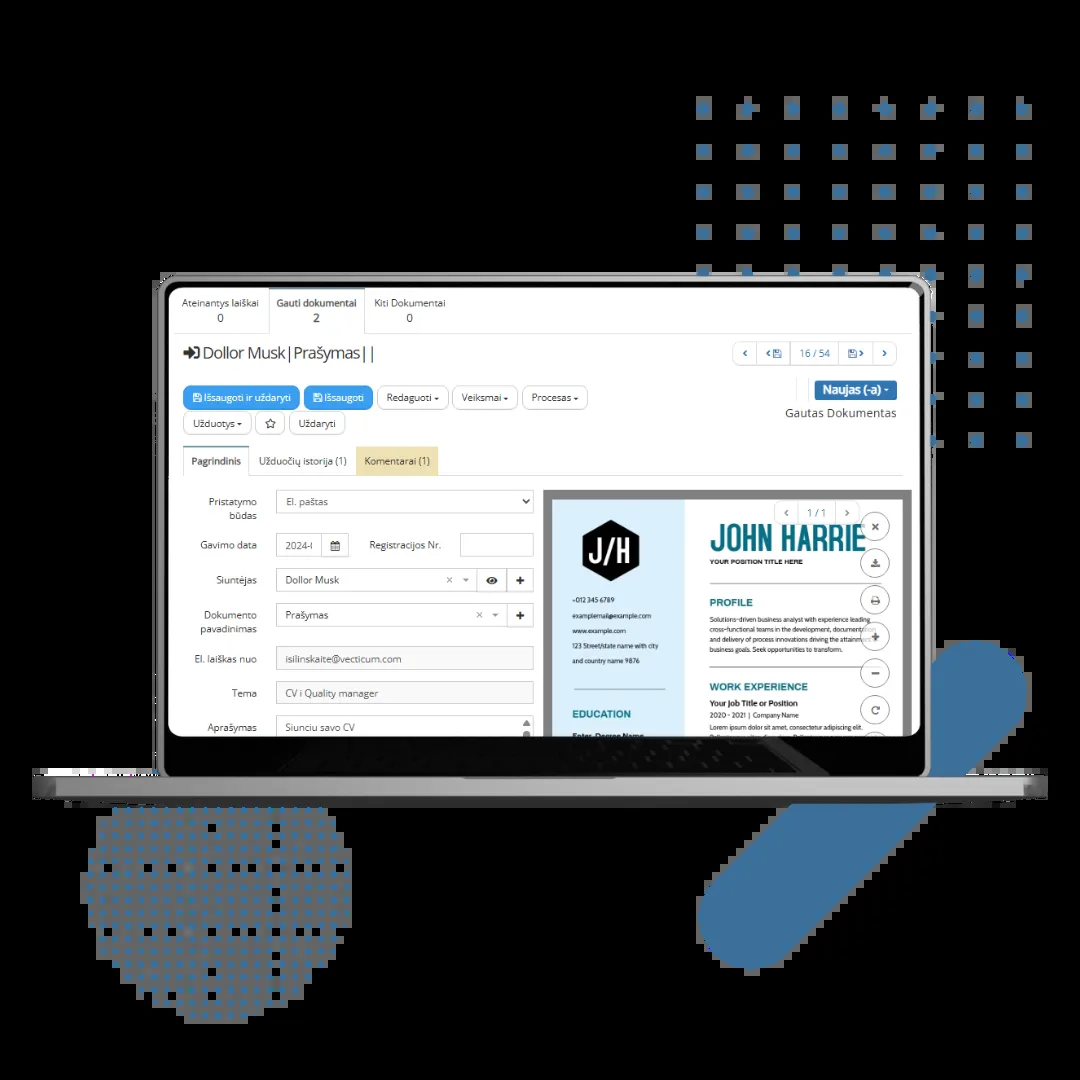 Ateinantys laiškai
0
Gauti dokumentai
2
Kiti Dokumentai
0
Dollor Musk|Prašymas||
16 / 54
Išsaugoti ir uždaryti
Išsaugoti
Redaguoti
Veiksmai
Procesas
Naujas (-a)
Užduotys
Uždaryti
Gautas Dokumentas
Pagrindinis
Užduočių istorija (1)
Komentarai (1)
Pristatymo
būdas
El. paštas
Gavimo data
2024-
Registracijos Nr.
Siuntėjas
Dollor Musk
Dokumento
pavadinimas
Prašymas
El. laiškas nuo
isilinskaite@vecticum.com
Tema
CV i Quality manager
Aprašymas
Siunciu savo CV
1 / 1
J/H
+012 345 6789
examplemail@example.com
www.example.com
123 Street/state name with city
and country name 9876
EDUCATION
Enter Degree Name
JOHN HARRIE
YOUR POSITION TITLE HERE
PROFILE
Solutions-driven business analyst with experience leading
cross-functional teams in the development, documentation
and delivery of process innovations driving the attainment
business goals. Seek opportunities to transform.
WORK EXPERIENCE
Your Job Title or Position
2020 - 2021 | Company Name
Lorem ipsum dolor sit amet, consectetur adipiscing elit.